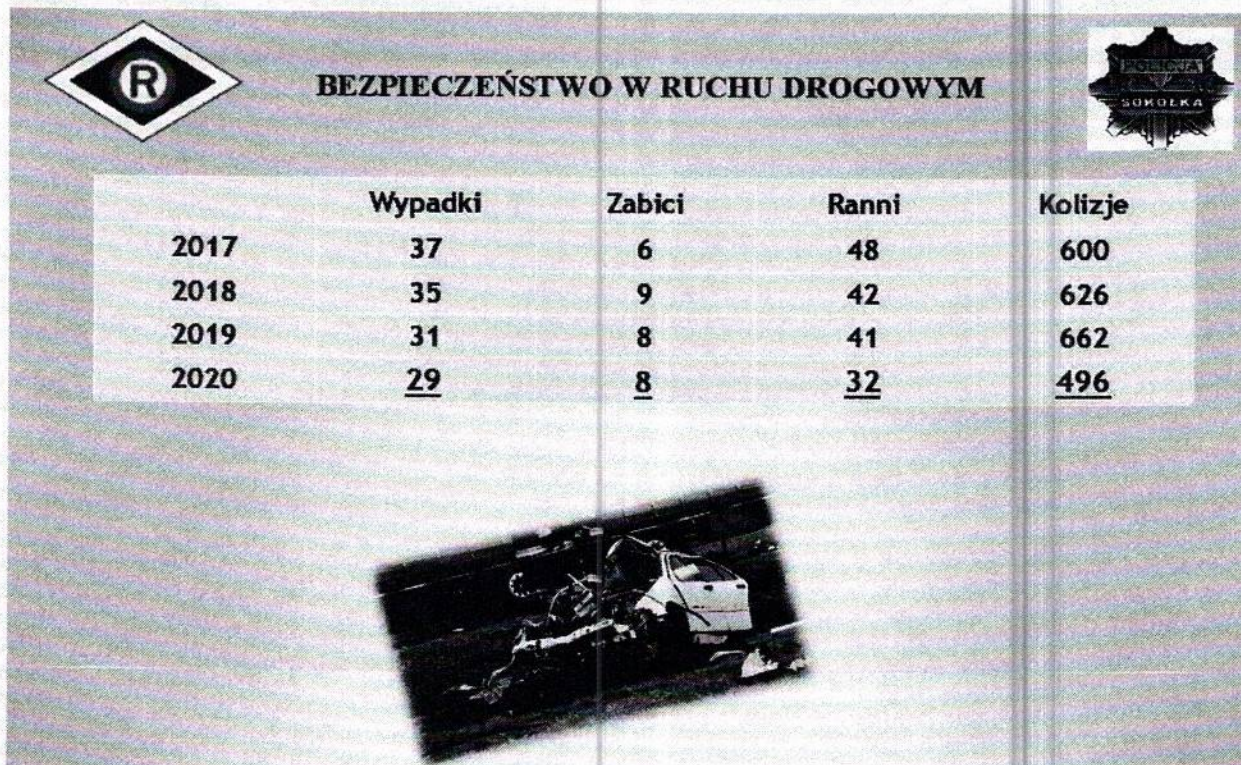 R
BEZPIECZEŃSTWO W RUCHU DROGOWYM
POLICJA
SOKÓŁKA
Wypadki Zabici Ranni Kolizje
2017 37 6 48 600
2018 35 9 42 626
2019 31 8 41 662
2020 29 8 32 496